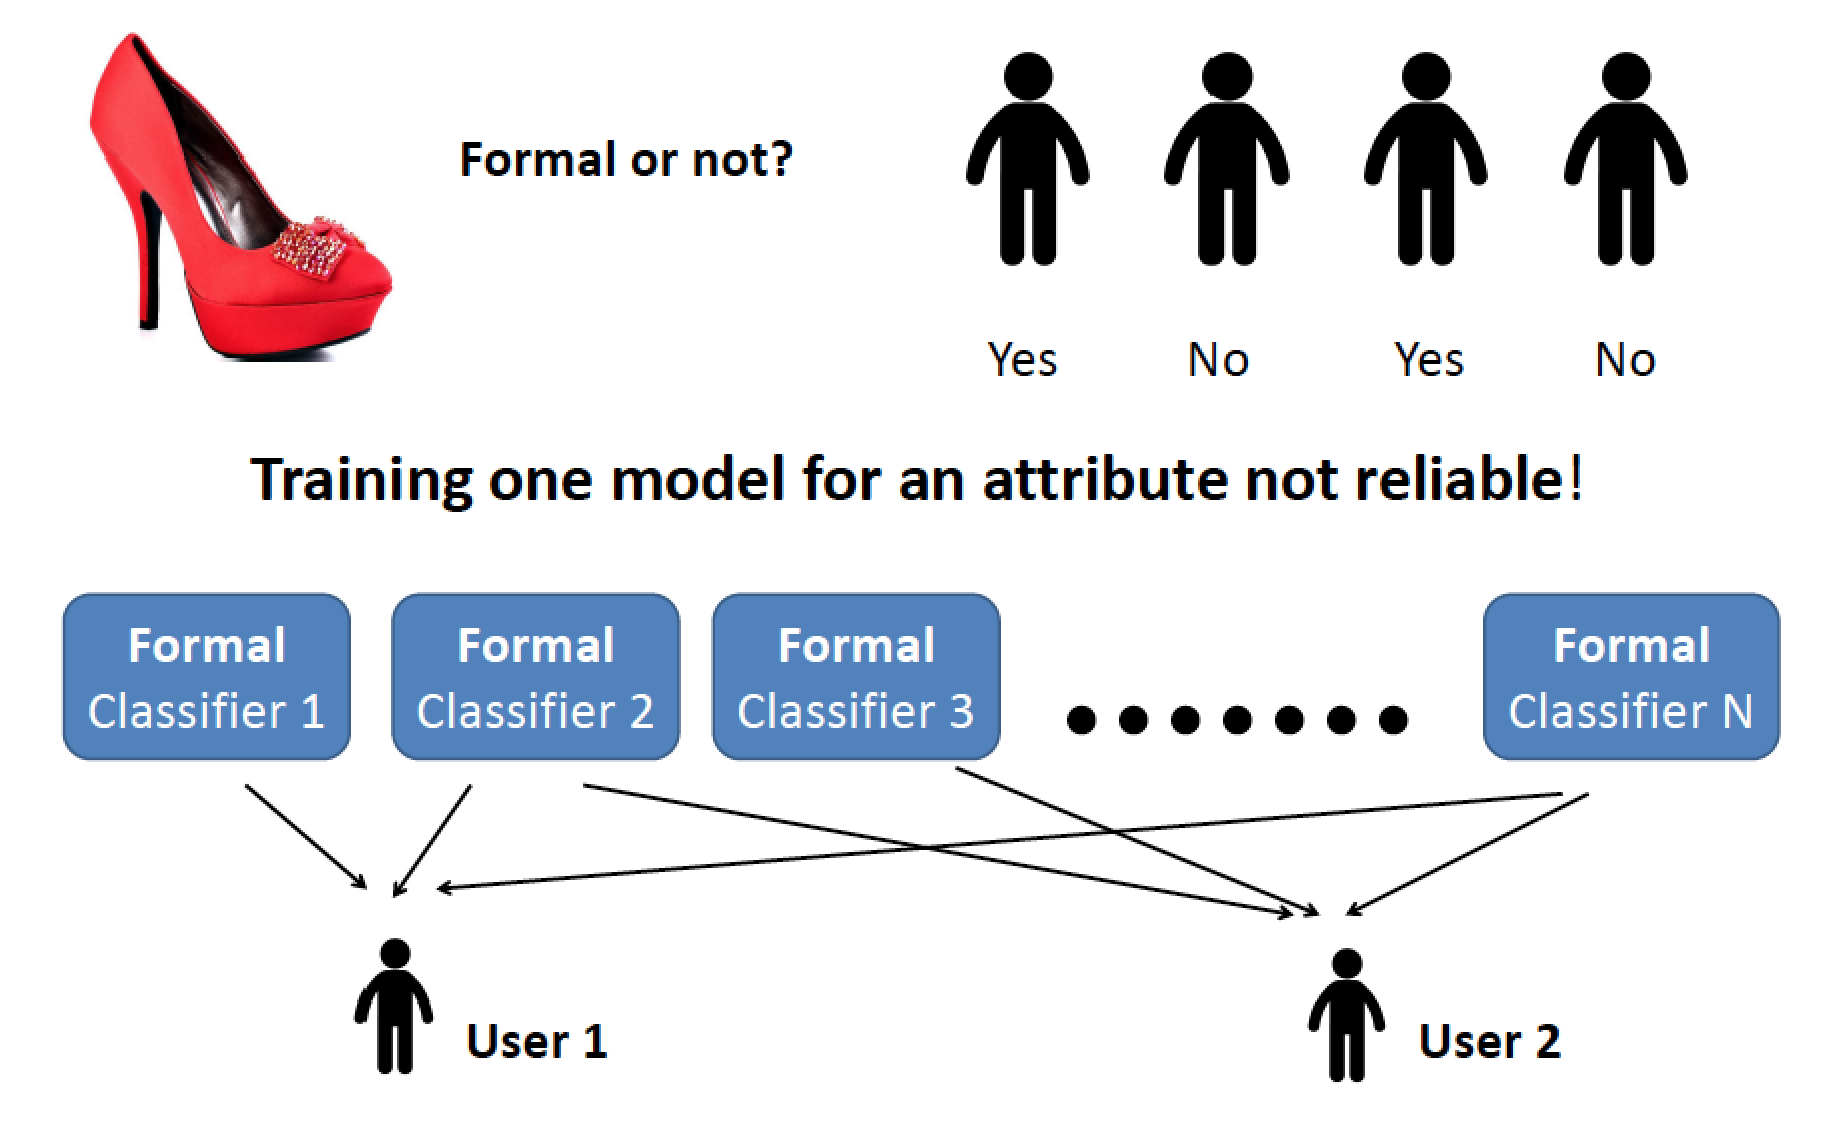 Formal or not?
Yes No Yes No
Training one model for an attribute not reliable!
Formal
Classifier 1
Formal
Classifier 2
Formal
Classifier 3
Formal
Classifier N
User 1
User 2